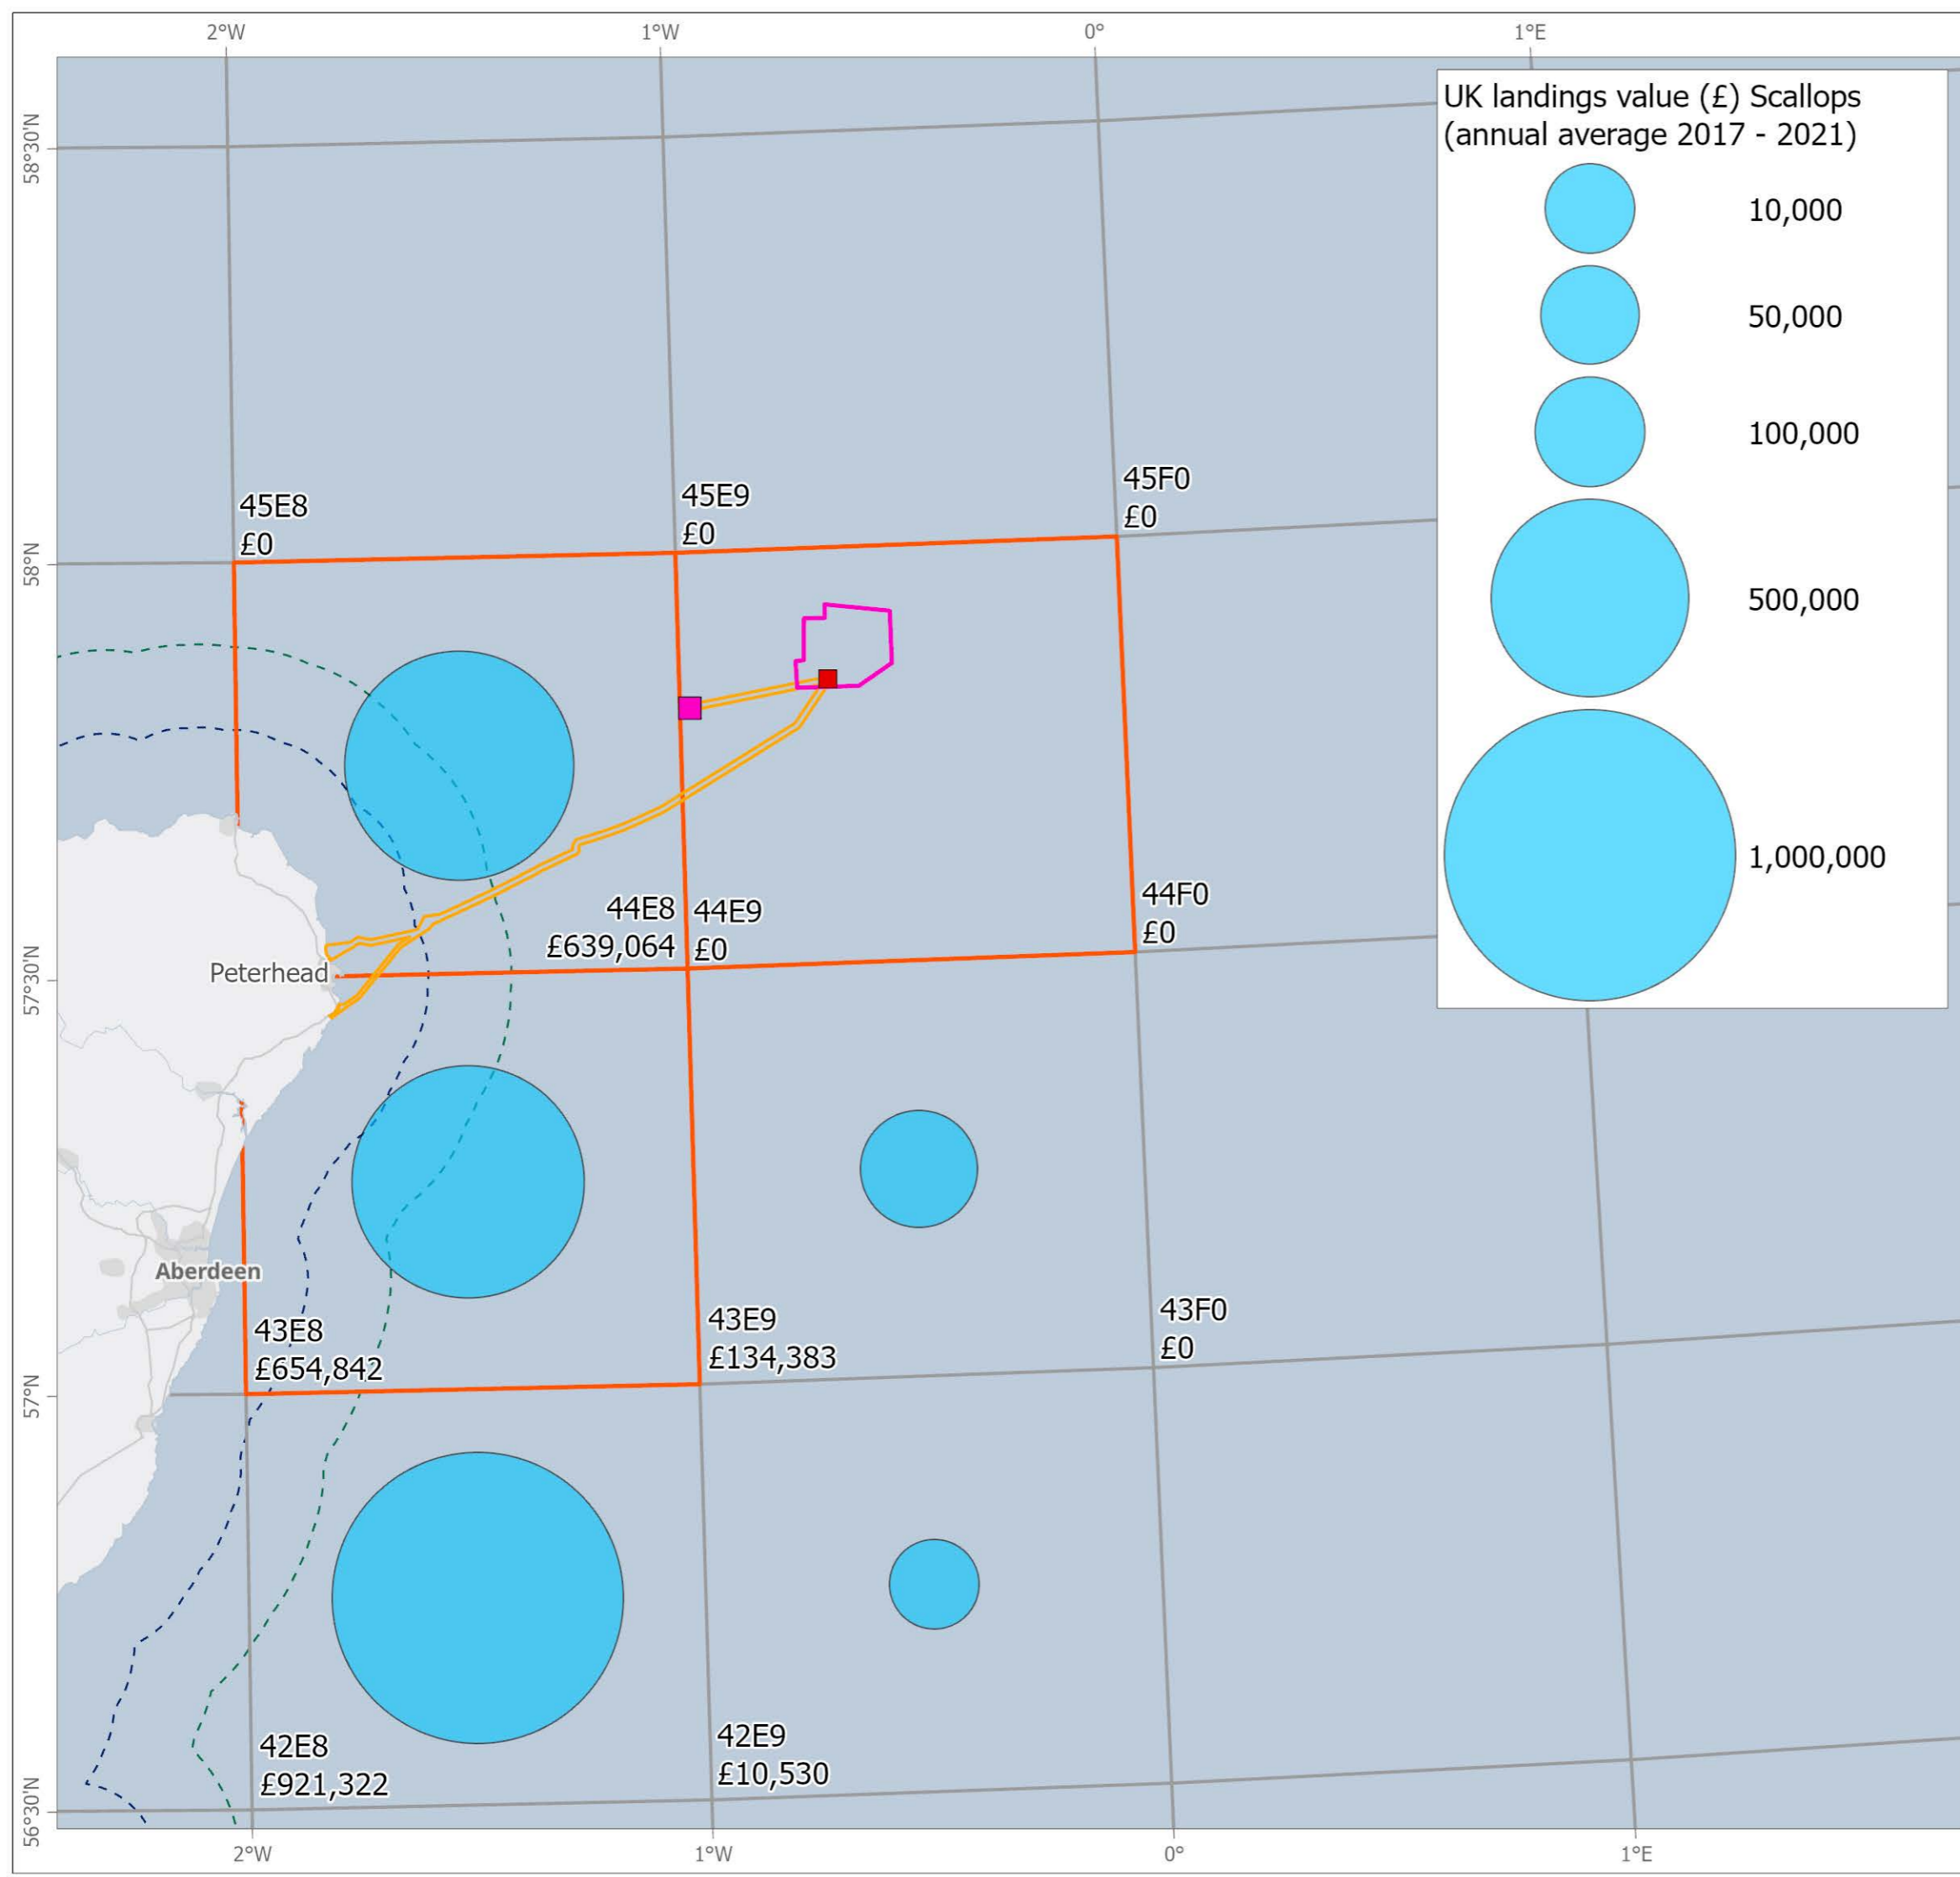 2°W
1°W
0°
1°E
58°30'N
58°N
57°30'N
57°N
56°30'N
UK landings value (£) Scallops
(annual average 2017 - 2021)
10,000
50,000
100,000
500,000
1,000,000
45E8
£0
45E9
£0
45F0
£0
44E8
£639,064
44E9
£0
44F0
£0
Peterhead
Aberdeen
43E8
£654,842
43E9
£134,383
43F0
£0
42E8
£921,322
42E9
£10,530
2°W
1°W
0°
1°E